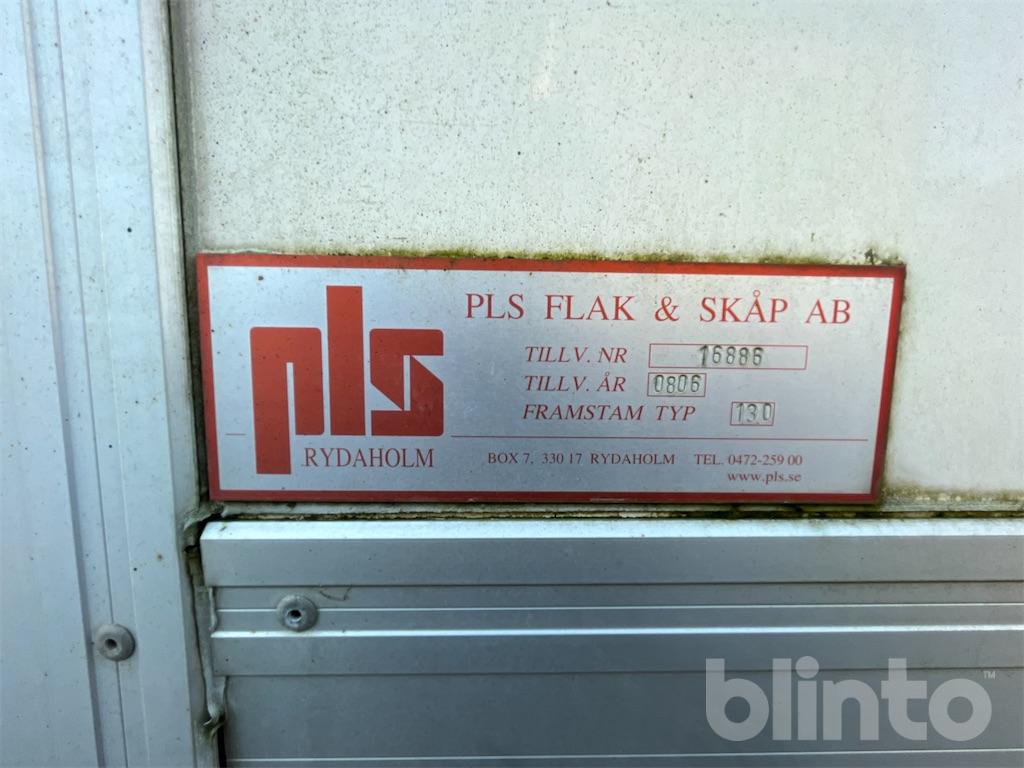 pls
RYDAHOLM
PLS FLAK & SKÅP AB
TILLV. NR 16886
TILLV. ÅR 0806
FRAMSTAM TYP 130
BOX 7, 330 17 RYDAHOLM TEL. 0472-259 00
www.pls.se
blinto™